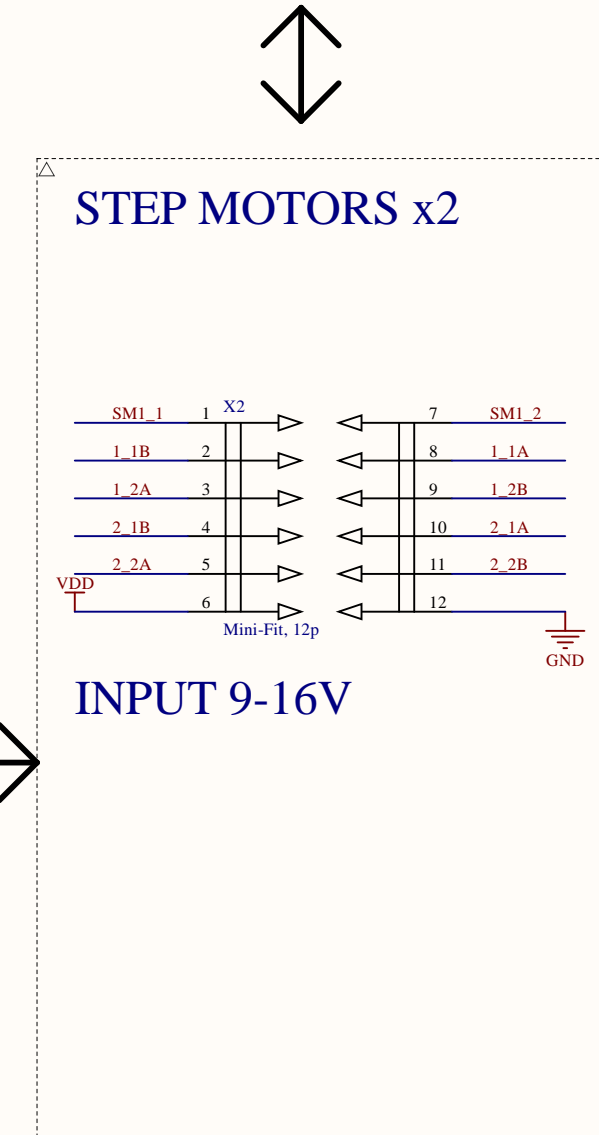 STEP MOTORS x2
SM1_1 1 X2 7 SM1_2
1_1B 2 8 1_1A
1_2A 3 9 1_2B
2_1B 4 10 2_1A
2_2A 5 11 2_2B
VDD 6 12
Mini-Fit, 12p
GND
INPUT 9-16V